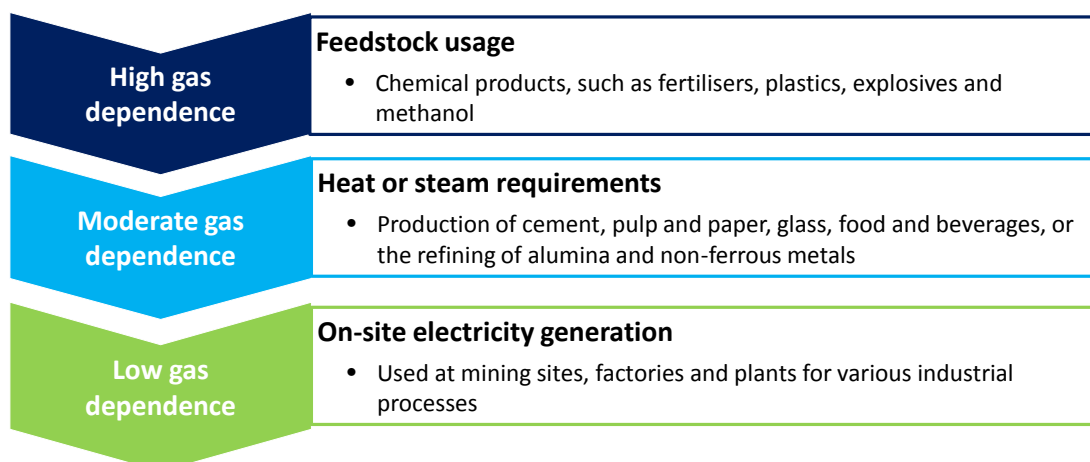 High gas
dependence
Feedstock usage
• Chemical products, such as fertilisers, plastics, explosives and
methanol
Moderate gas
dependence
Heat or steam requirements
• Production of cement, pulp and paper, glass, food and beverages, or
the refining of alumina and non-ferrous metals
Low gas
dependence
On-site electricity generation
• Used at mining sites, factories and plants for various industrial
processes